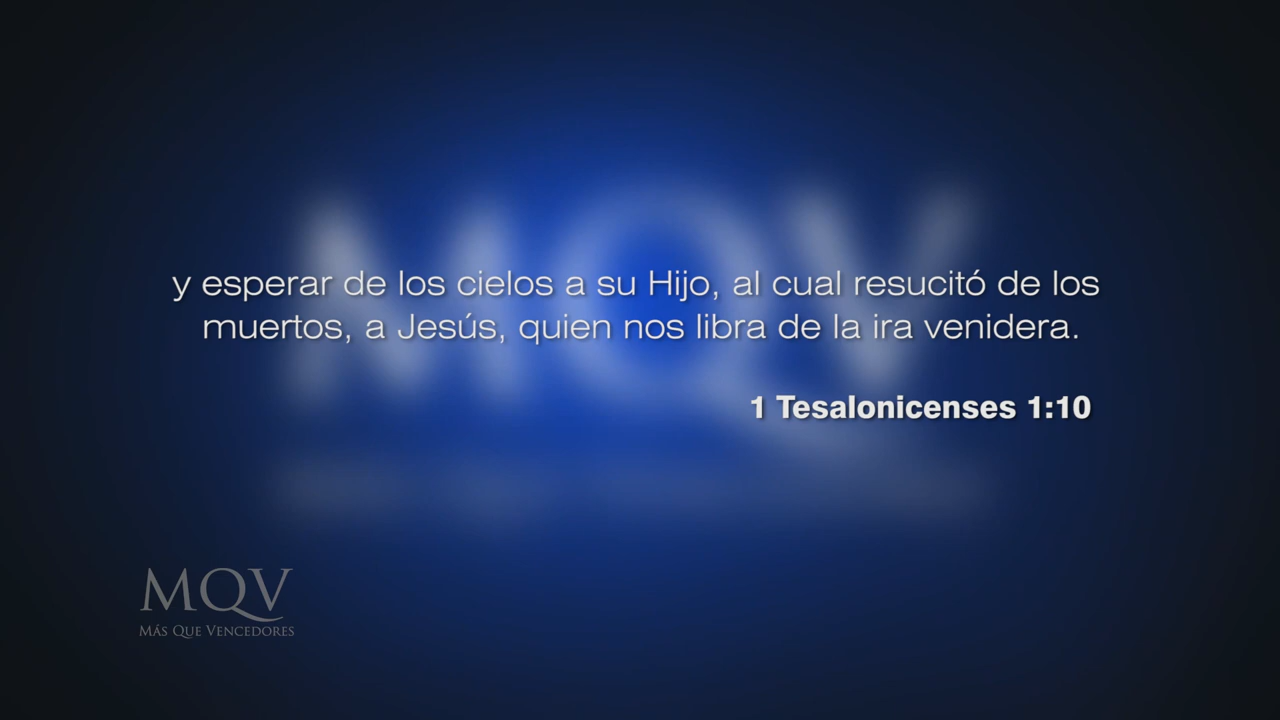 y esperar de los cielos a su Hijo, al cual resucitó de los
muertos, a Jesús, quien nos libra de la ira venidera.
1 Tesalonicenses 1:10
MQV
MÁS QUE VENCEDORES